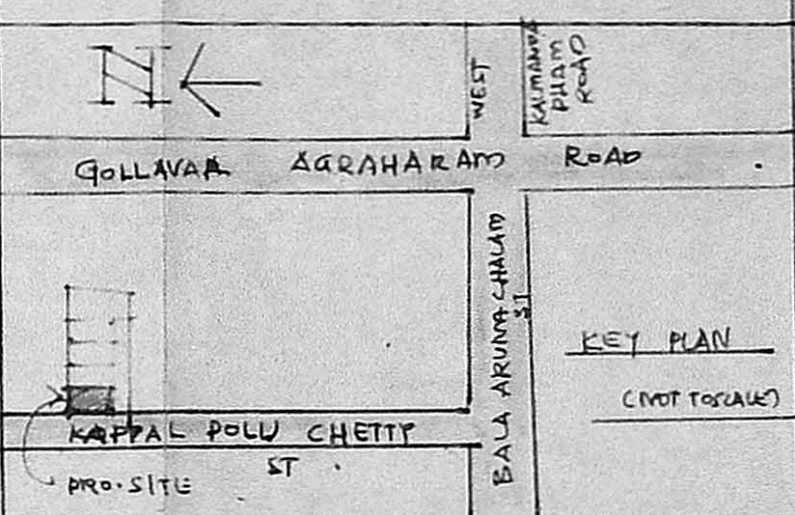 N
WEST
KALMANDA
PHAM
ROAD
GOLLAVAR AGRAHARAM ROAD
BALA ARUNACHALAM
ST
KEY PLAN
(NOT TO SCALE)
KAPPAL POLU CHETTY
ST.
PRO.SITE